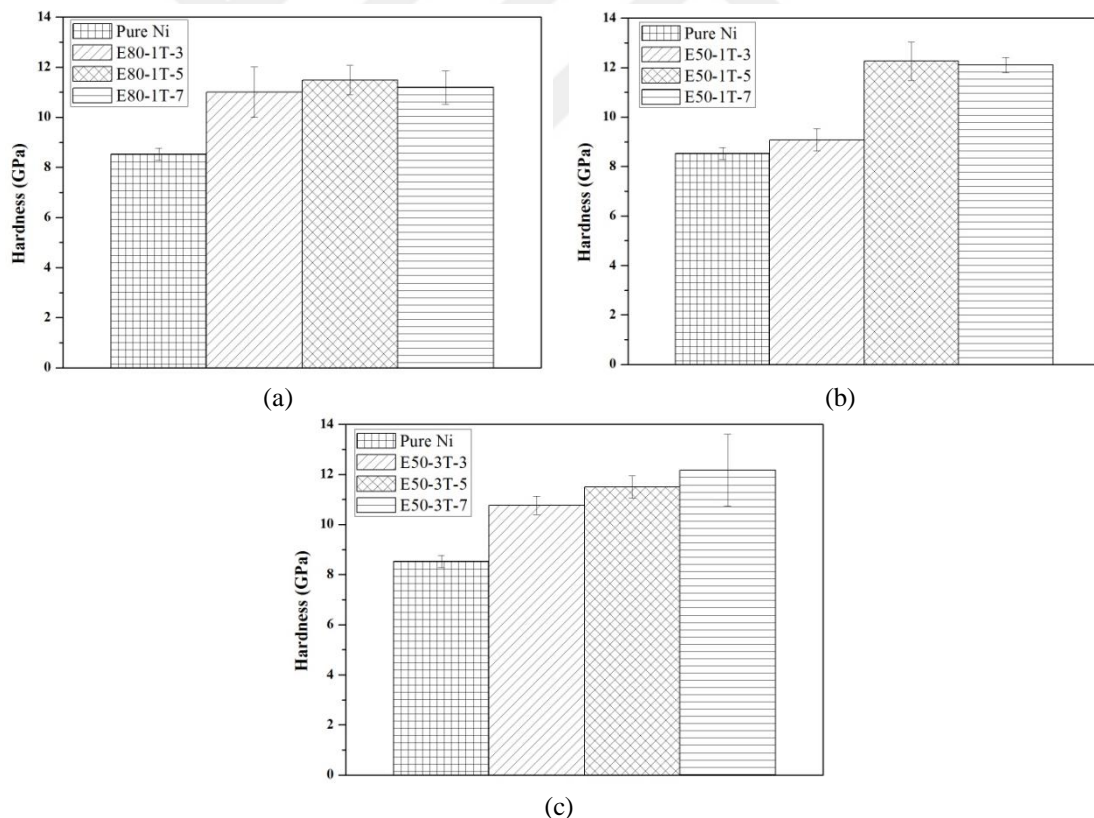 14
12
10
8
6
4
2
0
Hardness (GPa)
Pure Ni
E80-1T-3
E80-1T-5
E80-1T-7
(a)
14
12
10
8
6
4
2
0
Hardness (GPa)
Pure Ni
E50-1T-3
E50-1T-5
E50-1T-7
(b)
14
12
10
8
6
4
2
0
Hardness (GPa)
Pure Ni
E50-3T-3
E50-3T-5
E50-3T-7
(c)